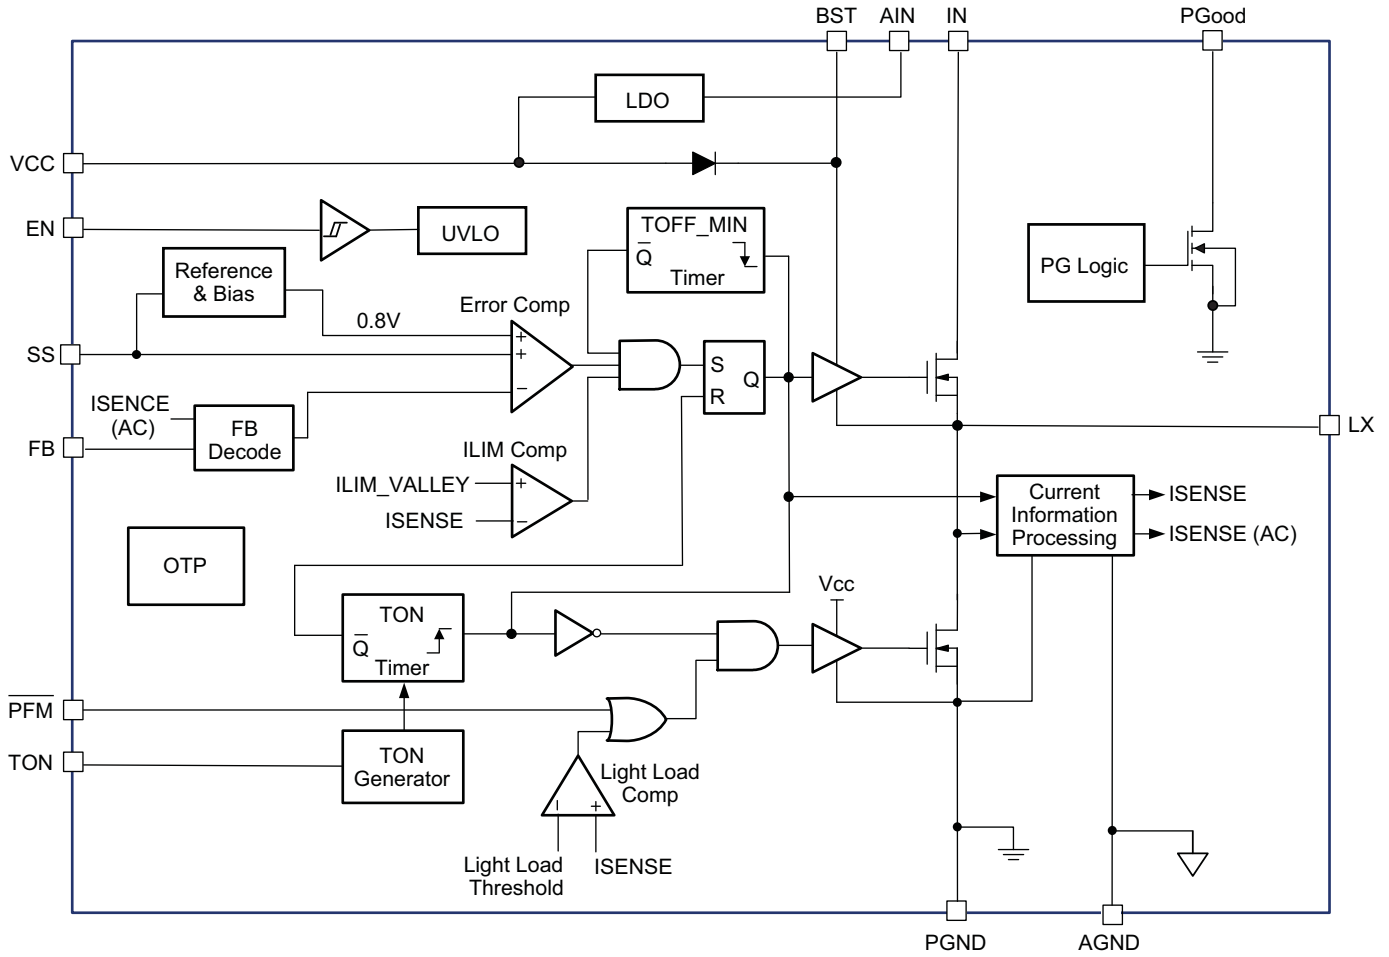 BST AIN IN PGood
LDO
VCC
EN
UVLO
TOFF_MIN
Q̅
Timer
Reference
& Bias
PG Logic
Error Comp
0.8V
+
+
−
SS
S
R
Q
ISENCE
(AC)
FB
Decode
FB
LX
ILIM Comp
ILIM_VALLEY
+
ISENSE
−
Current
Information
Processing
ISENSE
ISENSE (AC)
OTP
Vcc
TON
Q̅
Timer
P̅F̅M̅
TON
TON
Generator
Light Load
Comp
− +
Light Load
Threshold
ISENSE
PGND AGND